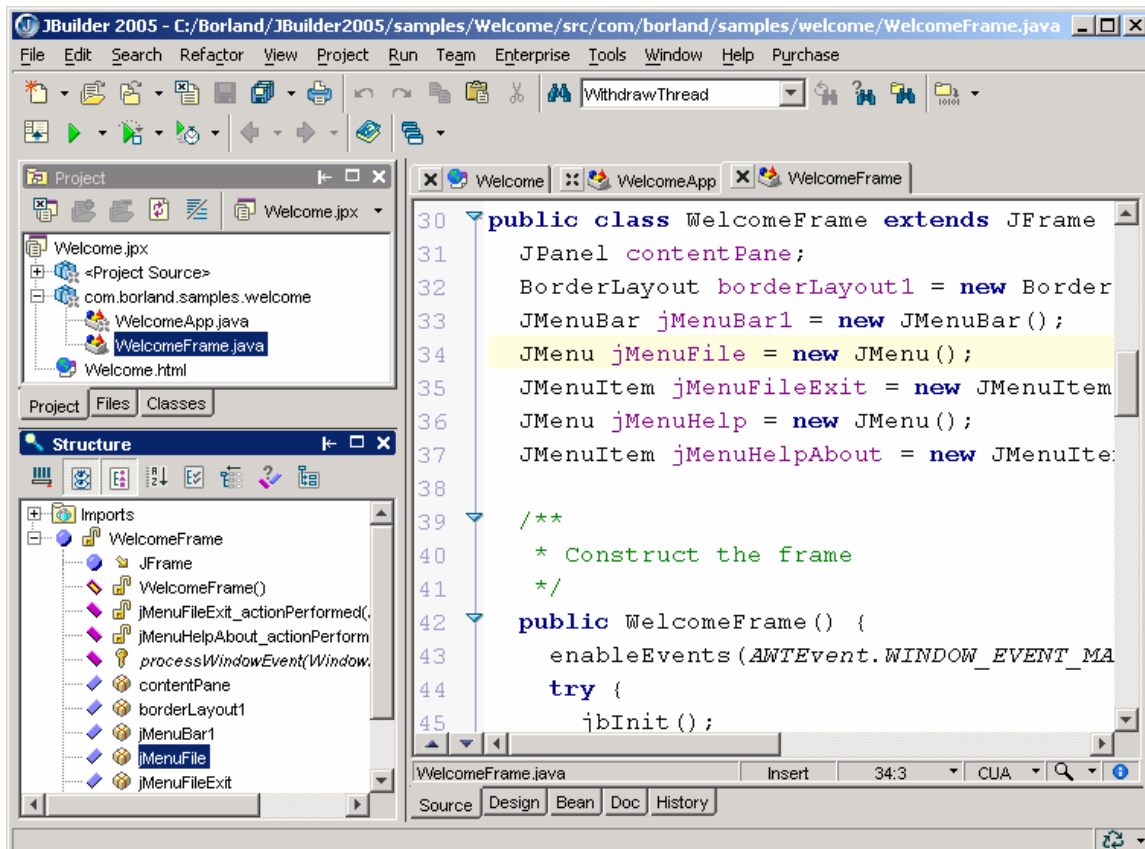 JBuilder 2005 - C:/Borland/JBuilder2005/samples/Welcome/src/com/borland/samples/welcome/WelcomeFrame.java
File Edit Search Refactor View Project Run Team Enterprise Tools Window Help Purchase
WithdrawThread
Project
Welcome.jpx
Welcome.jpx
<Project Source>
com.borland.samples.welcome
WelcomeApp.java
WelcomeFrame.java
Welcome.html
Project Files Classes
Structure
Imports
WelcomeFrame
JFrame
WelcomeFrame()
jMenuFileExit_actionPerformed(.
jMenuHelpAbout_actionPerform
processWindowEvent(Window.
contentPane
borderLayout1
jMenuBar1
jMenuFile
jMenuFileExit
Welcome WelcomeApp WelcomeFrame
30 public class WelcomeFrame extends JFrame
31 JPanel contentPane;
32 BorderLayout borderLayout1 = new Border
33 JMenuBar jMenuBar1 = new JMenuBar();
34 JMenu jMenuFile = new JMenu();
35 JMenuItem jMenuFileExit = new JMenuItem
36 JMenu jMenuHelp = new JMenu();
37 JMenuItem jMenuHelpAbout = new JMenuIte
38
39 /**
40 * Construct the frame
41 */
42 public WelcomeFrame() {
43 enableEvents(AWTEvent.WINDOW_EVENT_MA
44 try {
45 jbInit();
WelcomeFrame.java Insert 34:3 CUA
Source Design Bean Doc History